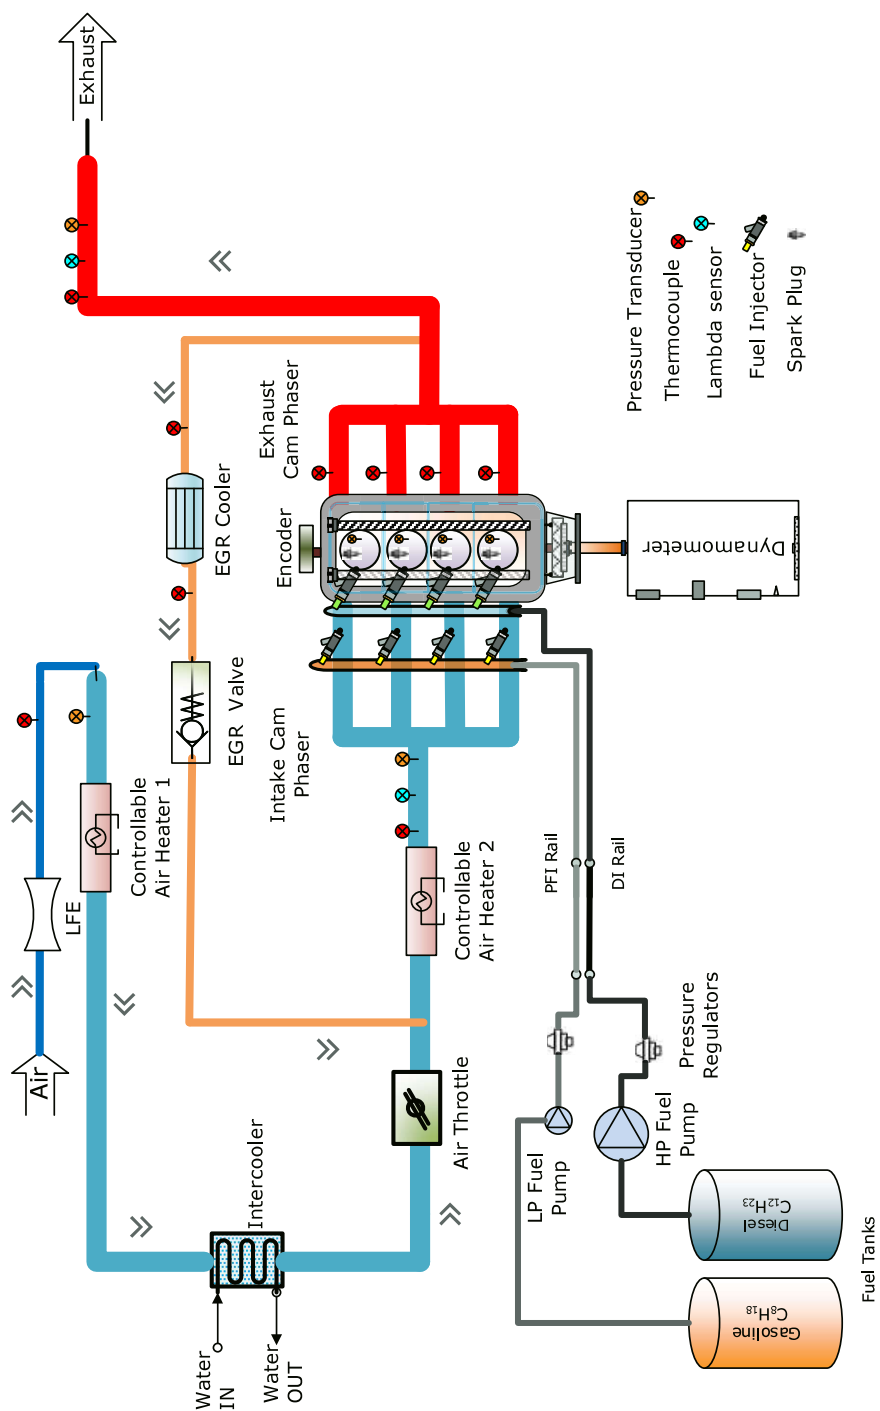 Exhaust
Air
LFE
Controllable
Air Heater 1
Intercooler
Water
IN
Water
OUT
Air Throttle
Controllable
Air Heater 2
EGR Valve
EGR Cooler
Intake Cam
Phaser
Encoder
Exhaust
Cam Phaser
Dynamometer
PFI Rail
DI Rail
LP Fuel
Pump
HP Fuel
Pump
Pressure
Regulators
Gasoline
C₈H₁₈
Diesel
C₁₂H₂₃
Fuel Tanks
Pressure Transducer
Thermocouple
Lambda sensor
Fuel Injector
Spark Plug